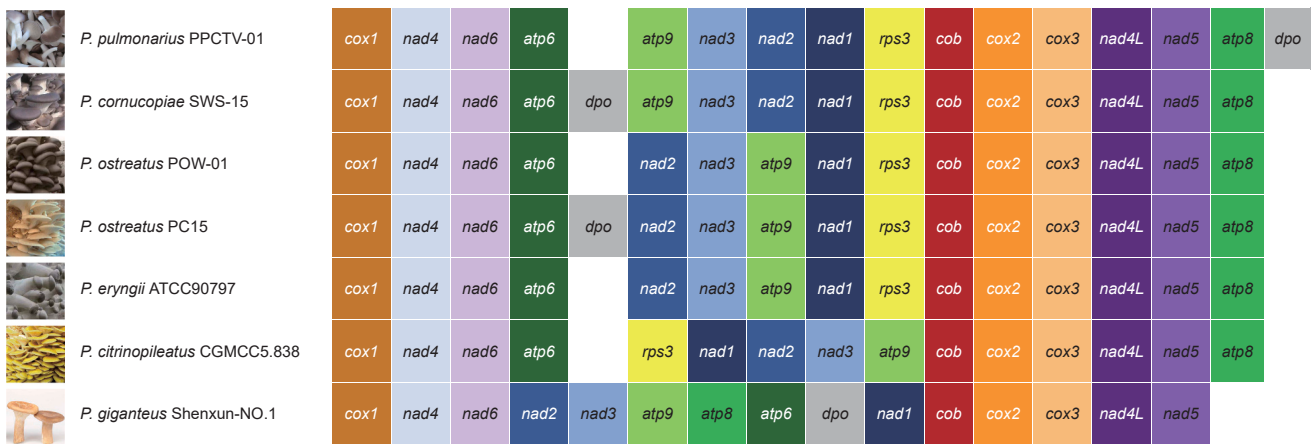 P. pulmonarius PPCTV-01 cox1 nad4 nad6 atp6 atp9 nad3 nad2 nad1 rps3 cob cox2 cox3 nad4L nad5 atp8 dpo
P. cornucopiae SWS-15 cox1 nad4 nad6 atp6 dpo atp9 nad3 nad2 nad1 rps3 cob cox2 cox3 nad4L nad5 atp8
P. ostreatus POW-01 cox1 nad4 nad6 atp6 nad2 nad3 atp9 nad1 rps3 cob cox2 cox3 nad4L nad5 atp8
P. ostreatus PC15 cox1 nad4 nad6 atp6 dpo nad2 nad3 atp9 nad1 rps3 cob cox2 cox3 nad4L nad5 atp8
P. eryngii ATCC90797 cox1 nad4 nad6 atp6 nad2 nad3 atp9 nad1 rps3 cob cox2 cox3 nad4L nad5 atp8
P. citrinopileatus CGMCC5.838 cox1 nad4 nad6 atp6 rps3 nad1 nad2 nad3 atp9 cob cox2 cox3 nad4L nad5 atp8
P. giganteus Shenxun-NO.1 cox1 nad4 nad6 nad2 nad3 atp9 atp8 atp6 dpo nad1 cob cox2 cox3 nad4L nad5